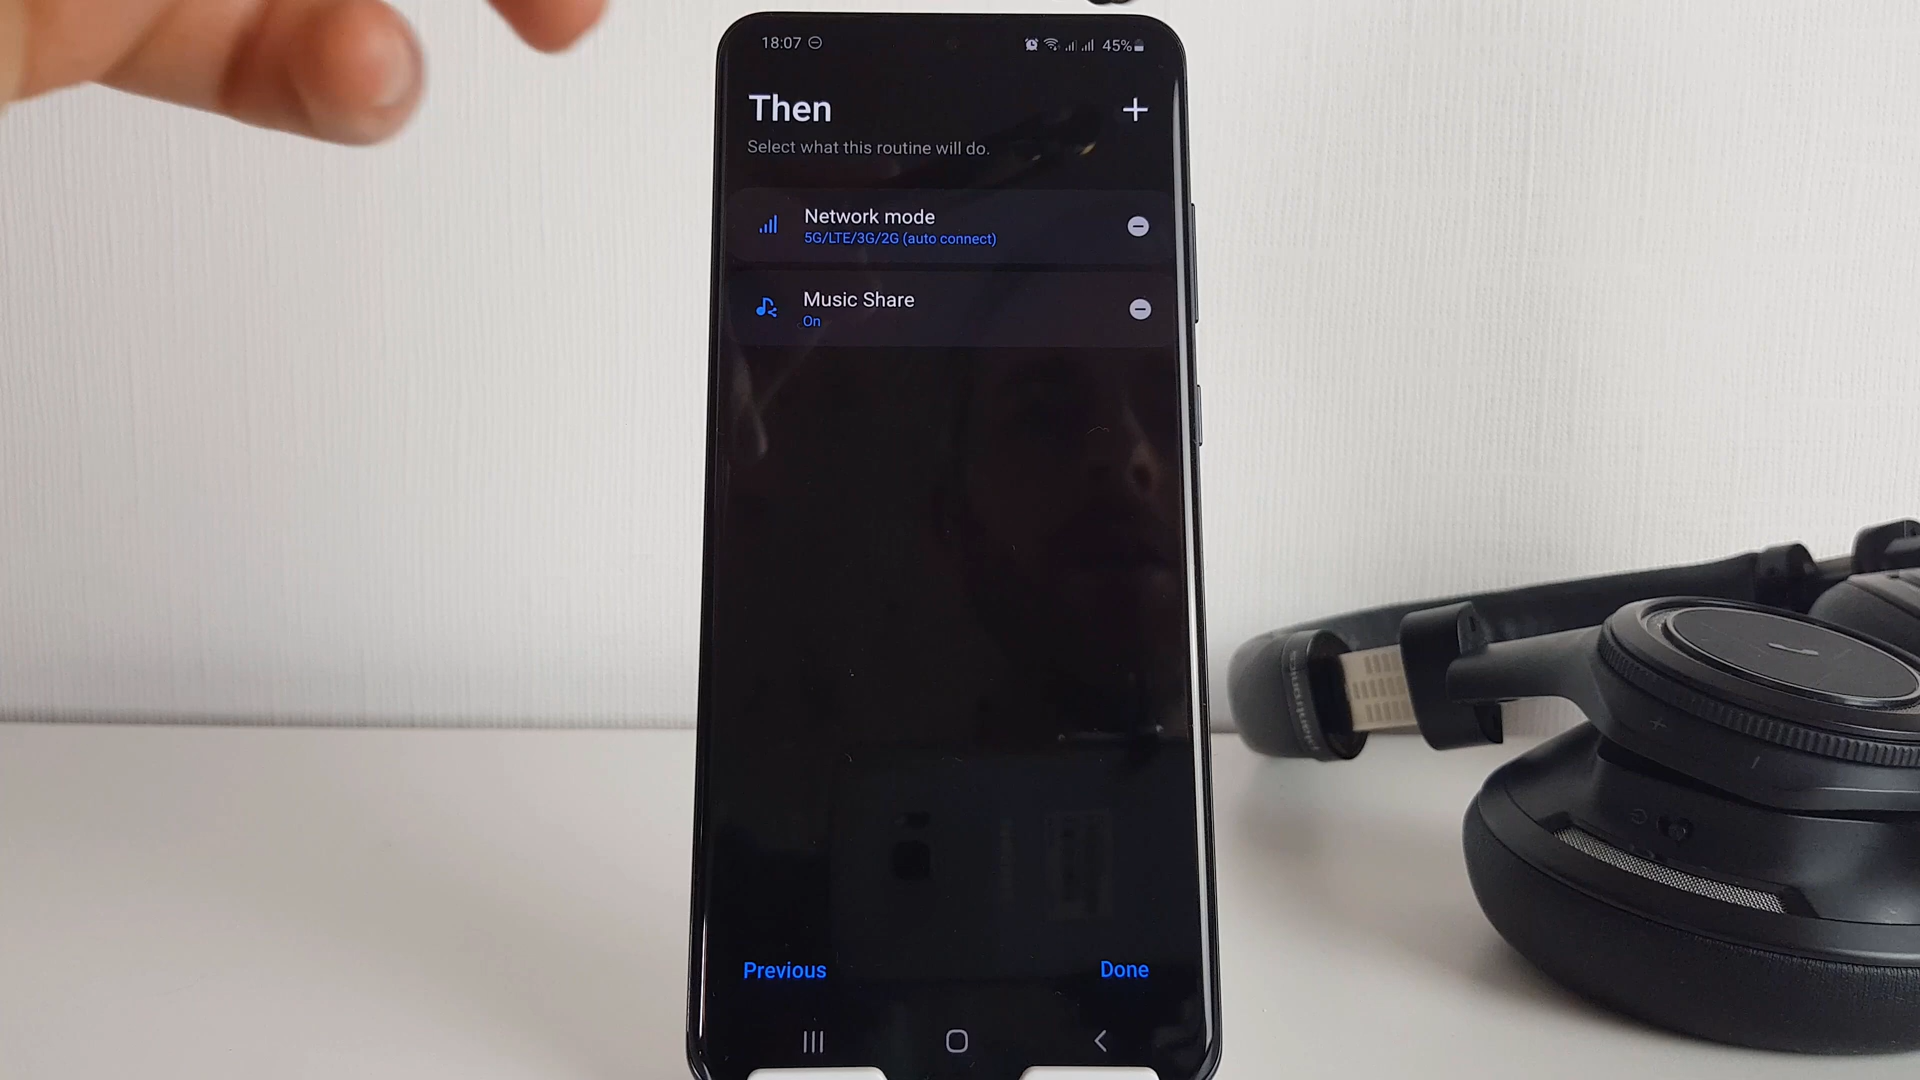 18:07
45%
Then
Select what this routine will do.
Network mode
5G/LTE/3G/2G (auto connect)
Music Share
On
Previous
Done
plantronics